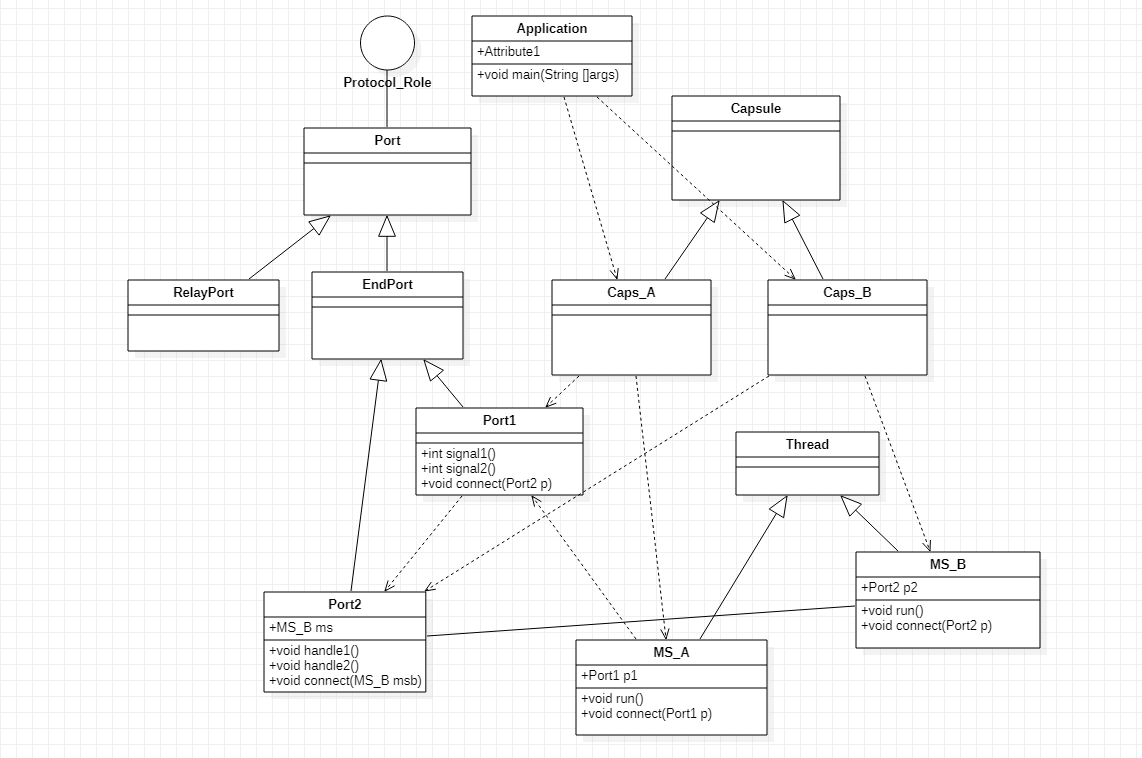 Application
+Attribute1
+void main(String []args)
Protocol_Role
Capsule
Port
RelayPort
EndPort
Caps_A
Caps_B
Port1
+int signal1()
+int signal2()
+void connect(Port2 p)
Thread
MS_B
+Port2 p2
+void run()
+void connect(Port2 p)
Port2
+MS_B ms
+void handle1()
+void handle2()
+void connect(MS_B msb)
MS_A
+Port1 p1
+void run()
+void connect(Port1 p)